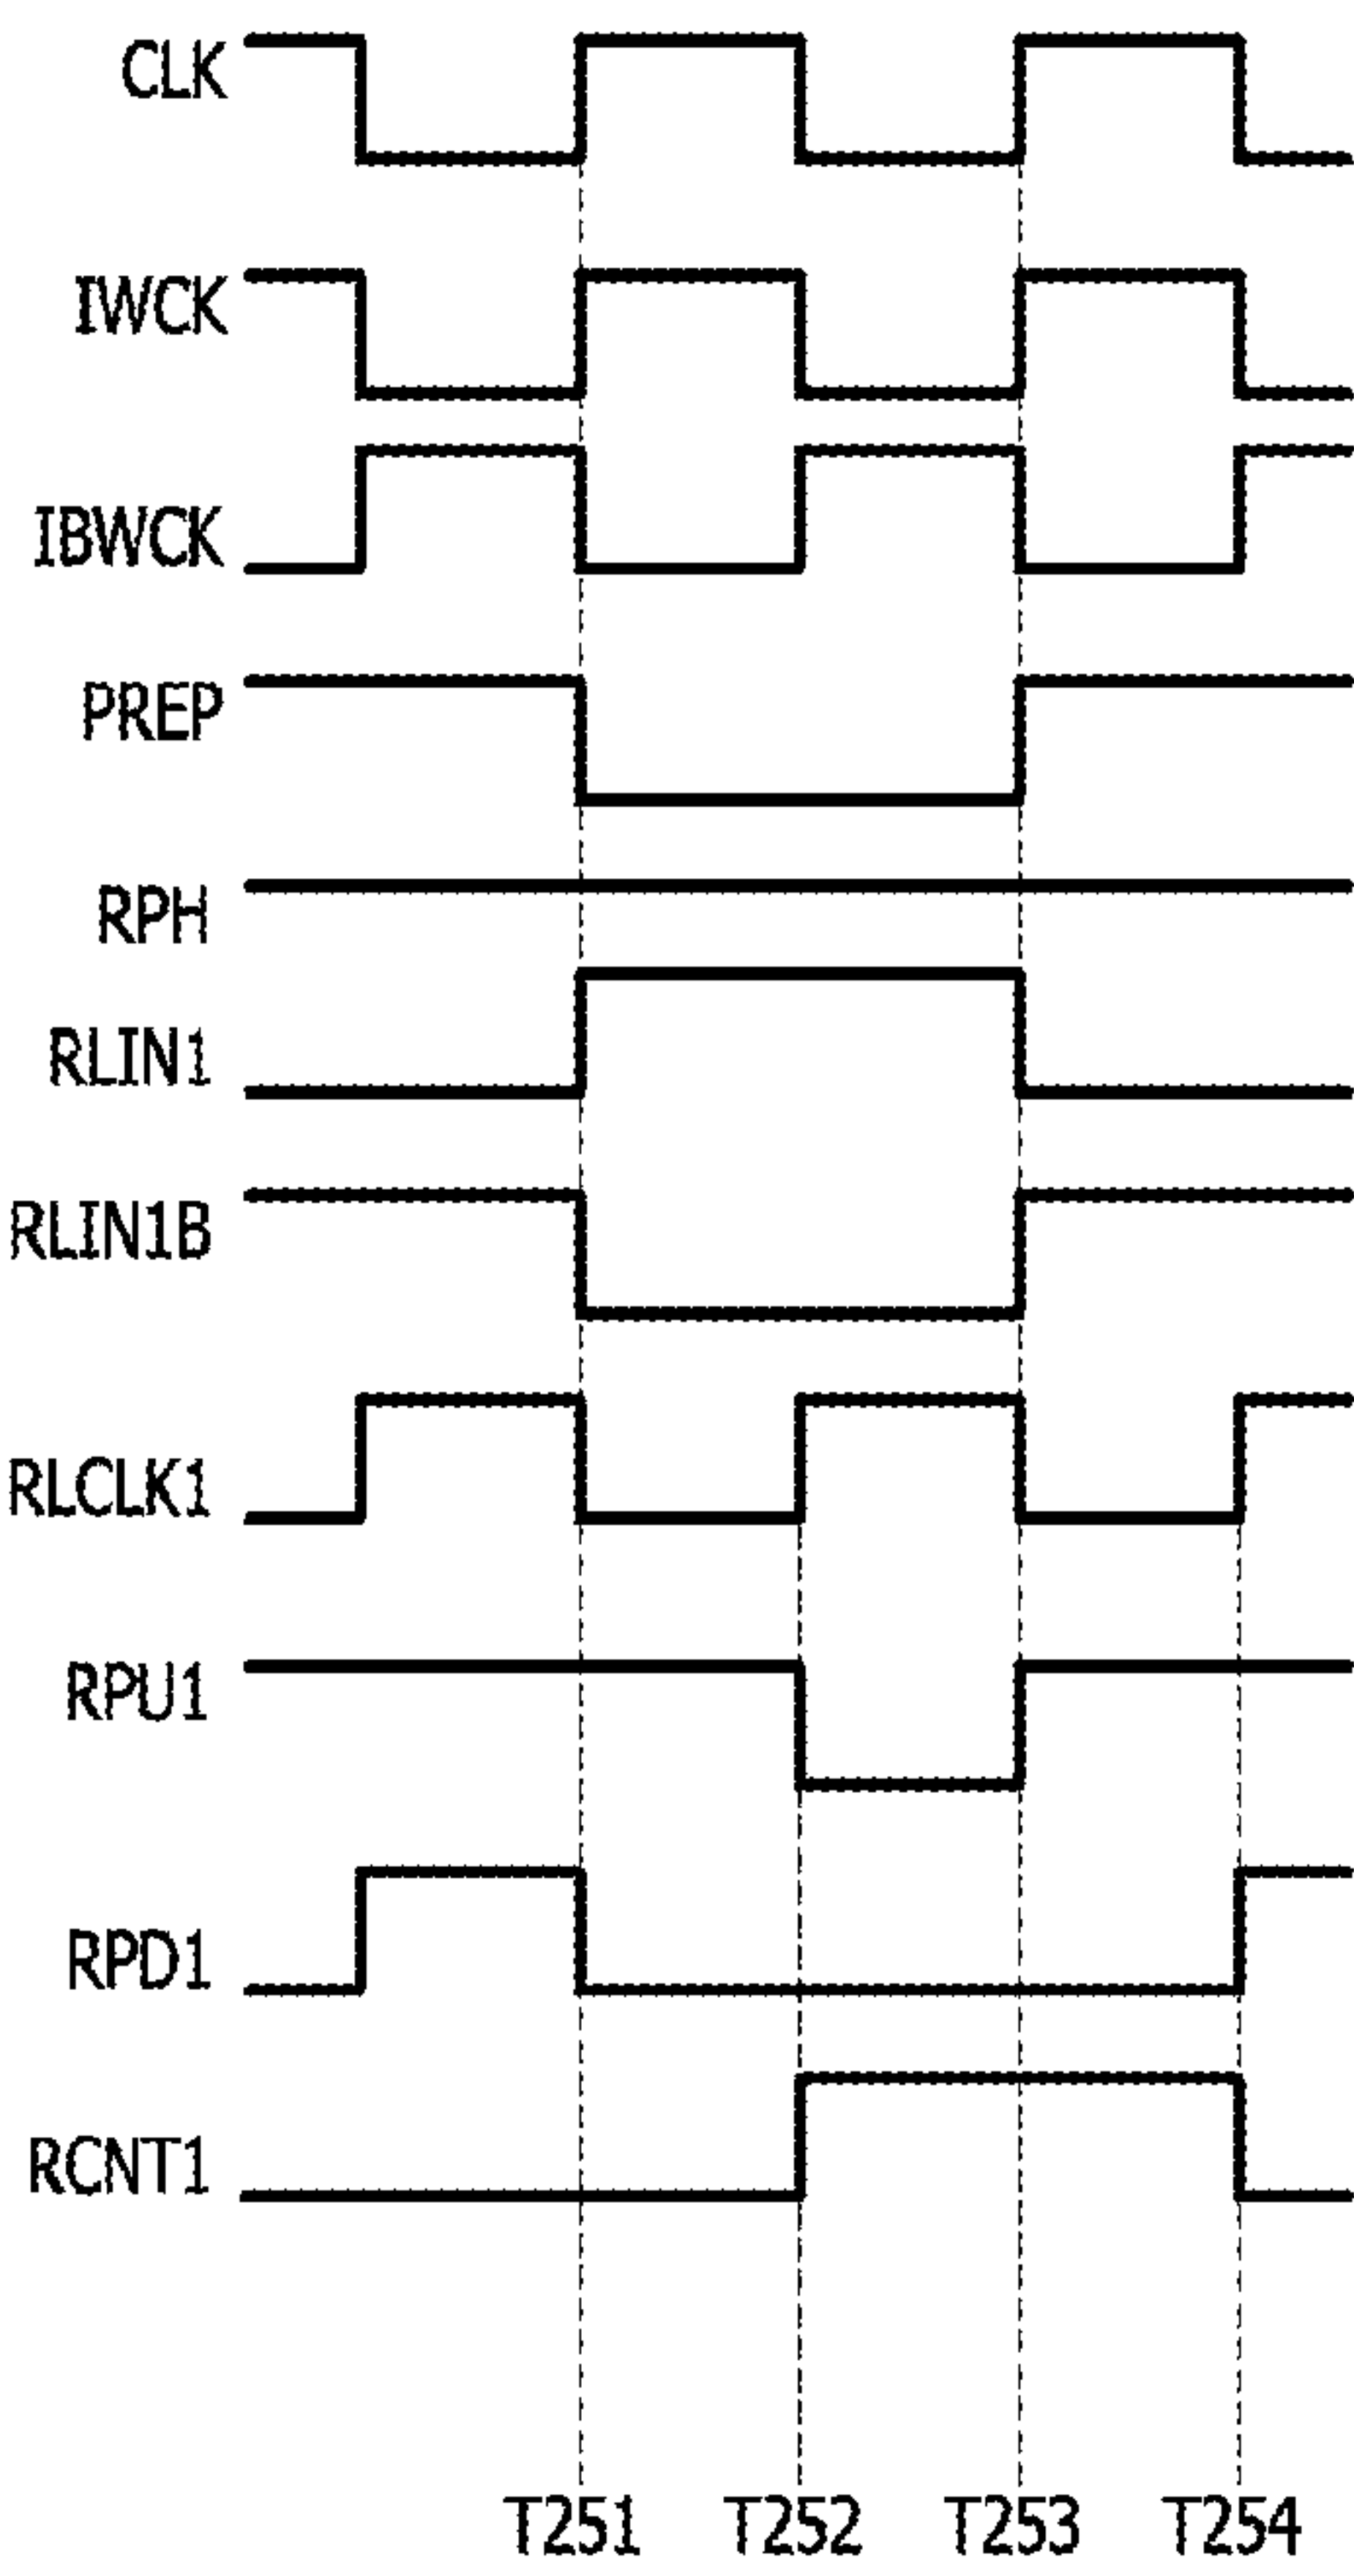 CLK
IWCK
IBWCK
PREP
RPH
RLIN1
RLIN1B
RLCLK1
RPU1
RPD1
RCNT1
T251 T252 T253 T254